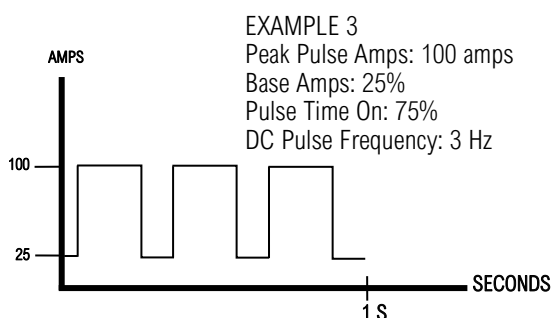 EXAMPLE 3
Peak Pulse Amps: 100 amps
Base Amps: 25%
Pulse Time On: 75%
DC Pulse Frequency: 3 Hz
AMPS
100
25
SECONDS
1 S